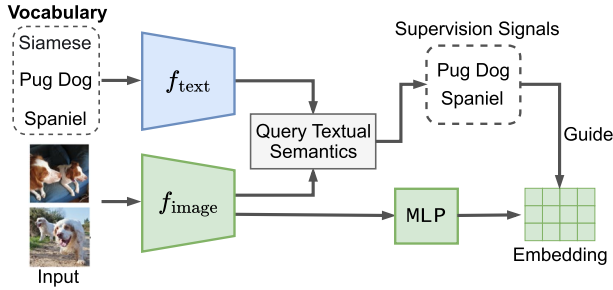 Vocabulary
Siamese
Pug Dog
Spaniel
f_text
Supervision Signals
Pug Dog
Spaniel
Query Textual
Semantics
Guide
f_image
MLP
Input
Embedding